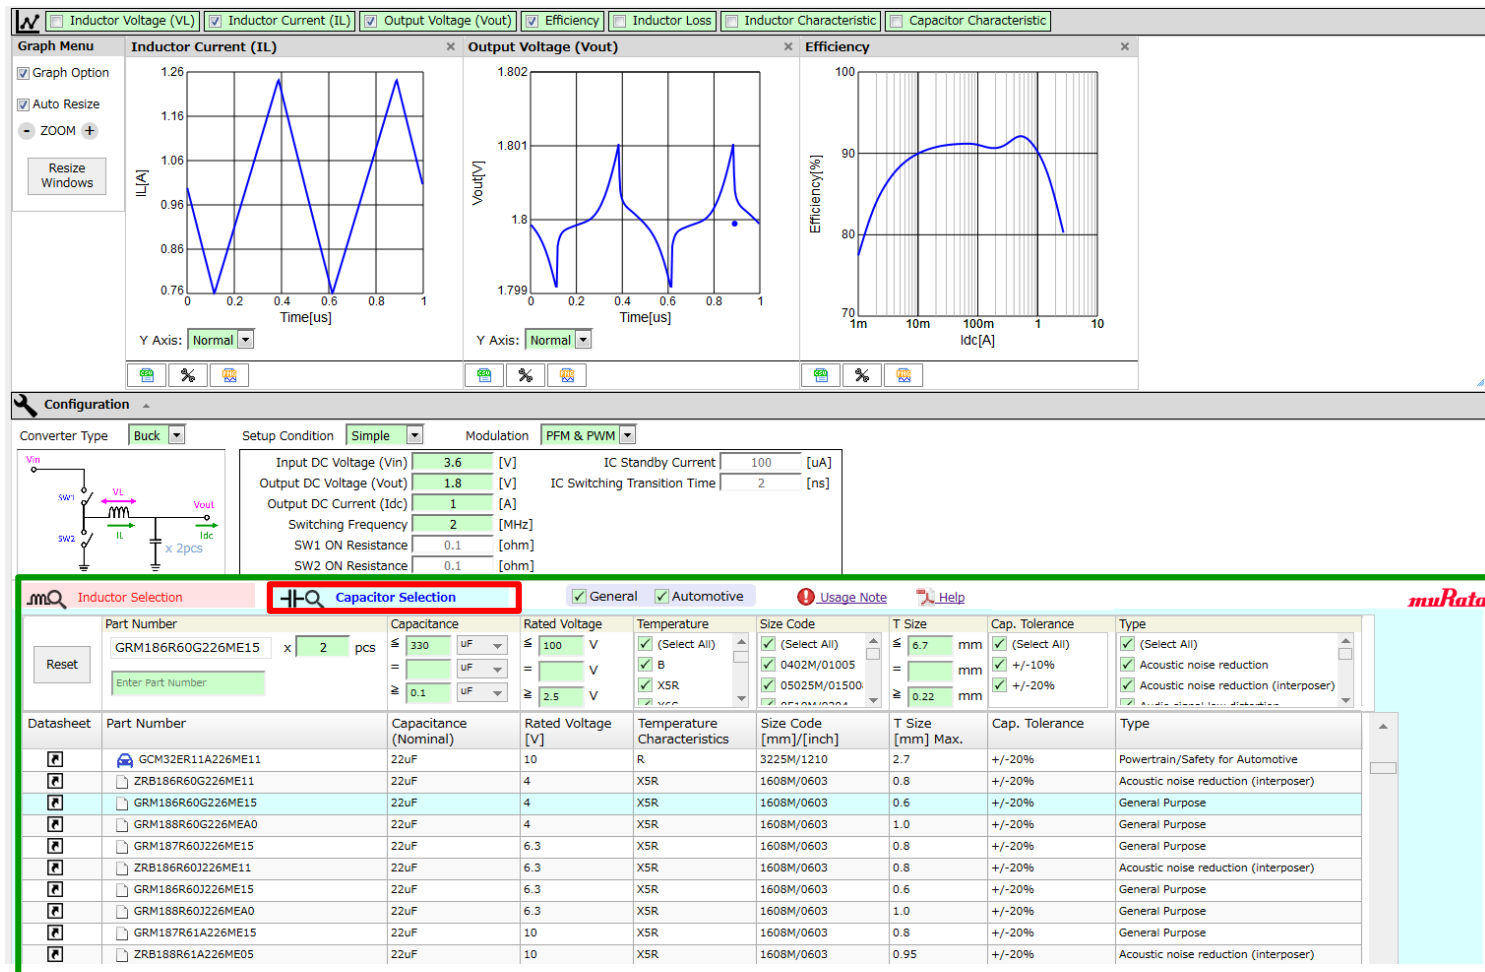 Inductor Voltage (VL) Inductor Current (IL) Output Voltage (Vout) Efficiency Inductor Loss Inductor Characteristic Capacitor Characteristic
Graph Menu
Graph Option
Auto Resize
- ZOOM +
Resize
Windows
Inductor Current (IL) ×
1.26
1.16
1.06
0.96
0.86
0.76
IL[A]
0 0.2 0.4 0.6 0.8 1
Time[us]
Y Axis: Normal
Output Voltage (Vout) ×
1.802
1.801
1.8
1.799
Vout[V]
0 0.2 0.4 0.6 0.8 1
Time[us]
Y Axis: Normal
Efficiency ×
100
90
80
70
Efficiency[%]
1m 10m 100m 1 10
Idc[A]
Configuration
Converter Type Buck Setup Condition Simple Modulation PFM & PWM
Vin
SW1
VL
Vout
SW2
IL
Idc
x 2pcs
Input DC Voltage (Vin) 3.6 [V] IC Standby Current 100 [uA]
Output DC Voltage (Vout) 1.8 [V] IC Switching Transition Time 2 [ns]
Output DC Current (Idc) 1 [A]
Switching Frequency 2 [MHz]
SW1 ON Resistance 0.1 [ohm]
SW2 ON Resistance 0.1 [ohm]
Inductor Selection Capacitor Selection General Automotive Usage Note Help muRata
Reset
Part Number
GRM186R60G226ME15 x 2 pcs
Enter Part Number
Capacitance
≦ 330 uF
= uF
≧ 0.1 uF
Rated Voltage
≦ 100 V
= V
≧ 2.5 V
Temperature
(Select All)
B
X5R
Size Code
(Select All)
0402M/01005
05025M/01500
T Size
≦ 6.7 mm
= mm
≧ 0.22 mm
Cap. Tolerance
(Select All)
+/-10%
+/-20%
Type
(Select All)
Acoustic noise reduction
Acoustic noise reduction (interposer)
Datasheet Part Number Capacitance (Nominal) Rated Voltage [V] Temperature Characteristics Size Code [mm]/[inch] T Size [mm] Max. Cap. Tolerance Type
GCM32ER11A226ME11 22uF 10 R 3225M/1210 2.7 +/-20% Powertrain/Safety for Automotive
ZRB186R60G226ME11 22uF 4 X5R 1608M/0603 0.8 +/-20% Acoustic noise reduction (interposer)
GRM186R60G226ME15 22uF 4 X5R 1608M/0603 0.6 +/-20% General Purpose
GRM188R60G226MEA0 22uF 4 X5R 1608M/0603 1.0 +/-20% General Purpose
GRM187R60J226ME15 22uF 6.3 X5R 1608M/0603 0.8 +/-20% General Purpose
ZRB186R60J226ME11 22uF 6.3 X5R 1608M/0603 0.8 +/-20% Acoustic noise reduction (interposer)
GRM186R60J226ME15 22uF 6.3 X5R 1608M/0603 0.6 +/-20% General Purpose
GRM188R60J226MEA0 22uF 6.3 X5R 1608M/0603 1.0 +/-20% General Purpose
GRM187R61A226ME15 22uF 10 X5R 1608M/0603 0.8 +/-20% General Purpose
ZRB188R61A226ME05 22uF 10 X5R 1608M/0603 0.95 +/-20% Acoustic noise reduction (interposer)